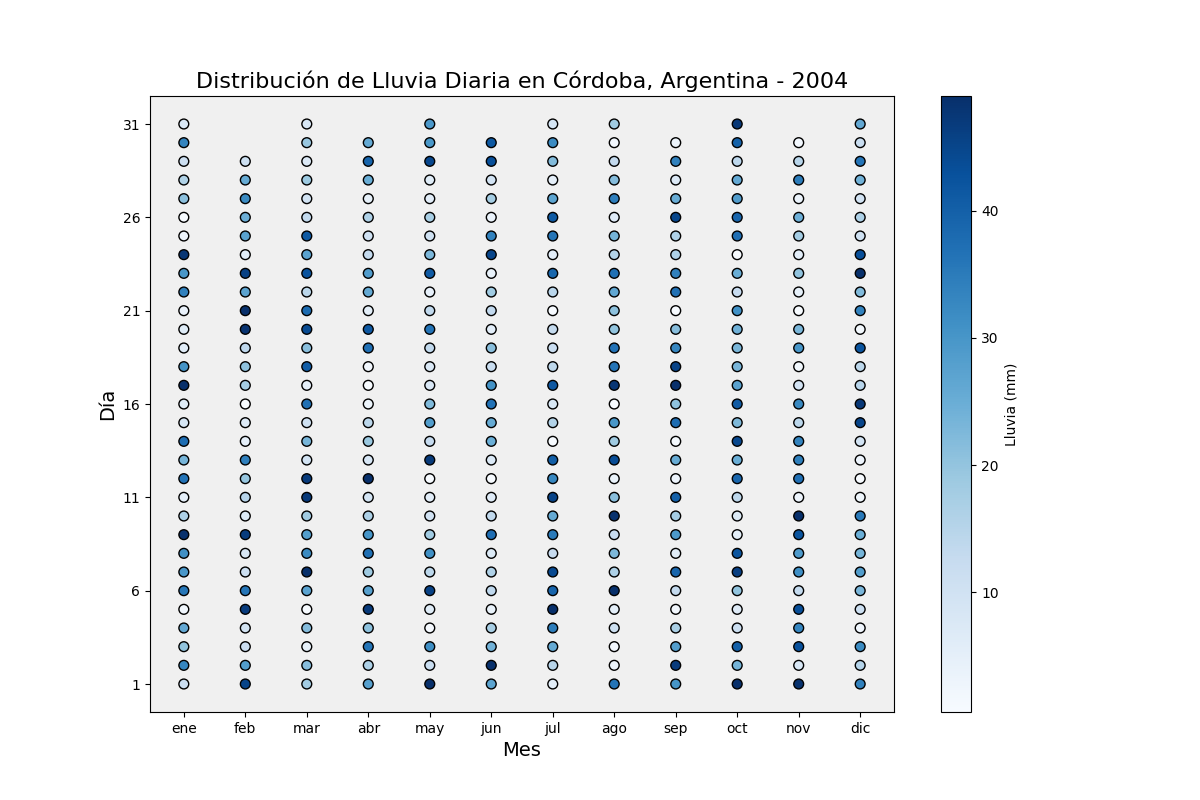 Distribución de Lluvia Diaria en Córdoba, Argentina - 2004
31
26
21
16
11
6
1
Día
ene feb mar abr may jun jul ago sep oct nov dic
Mes
40
30
20
10
Lluvia (mm)